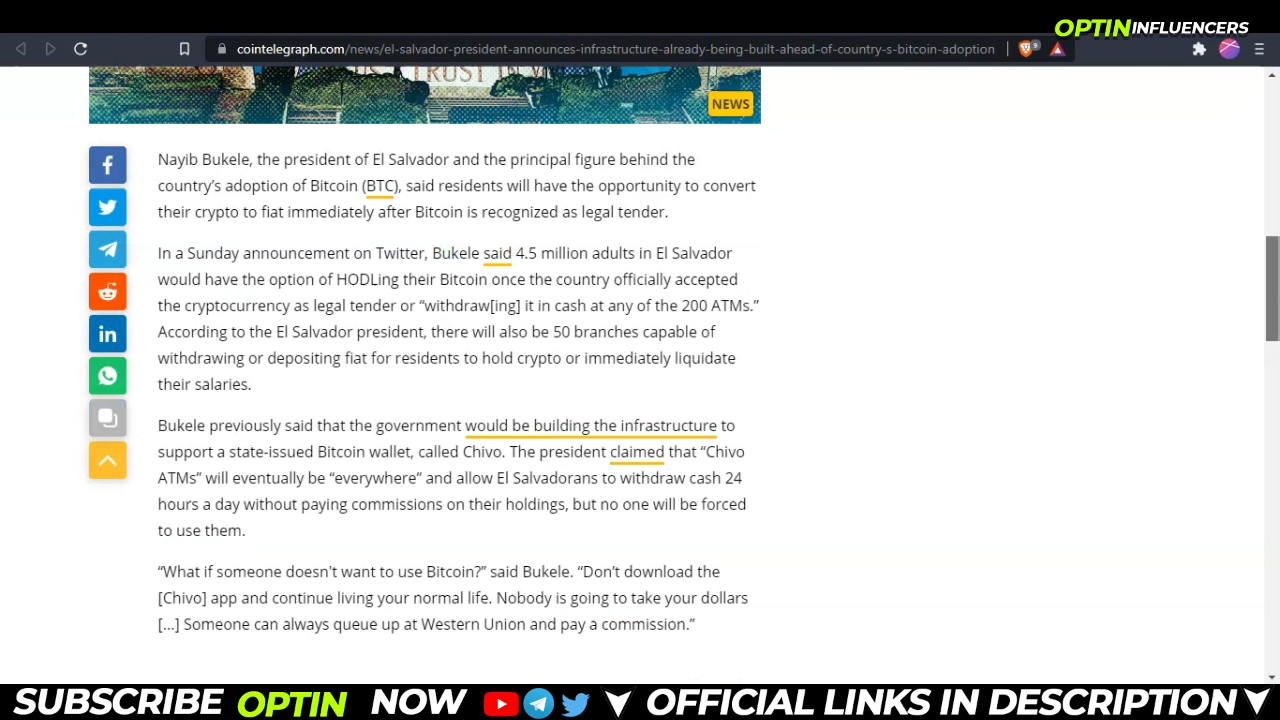 OPTIN INFLUENCERS
cointelegraph.com/news/el-salvador-president-announces-infrastructure-already-being-built-ahead-of-country-s-bitcoin-adoption
9
TRUST
NEWS
Nayib Bukele, the president of El Salvador and the principal figure behind the
country’s adoption of Bitcoin (BTC), said residents will have the opportunity to convert
their crypto to fiat immediately after Bitcoin is recognized as legal tender.
In a Sunday announcement on Twitter, Bukele said 4.5 million adults in El Salvador
would have the option of HODLing their Bitcoin once the country officially accepted
the cryptocurrency as legal tender or “withdraw[ing] it in cash at any of the 200 ATMs.”
According to the El Salvador president, there will also be 50 branches capable of
withdrawing or depositing fiat for residents to hold crypto or immediately liquidate
their salaries.
Bukele previously said that the government would be building the infrastructure to
support a state-issued Bitcoin wallet, called Chivo. The president claimed that “Chivo
ATMs” will eventually be “everywhere” and allow El Salvadorans to withdraw cash 24
hours a day without paying commissions on their holdings, but no one will be forced
to use them.
“What if someone doesn't want to use Bitcoin?” said Bukele. “Don’t download the
[Chivo] app and continue living your normal life. Nobody is going to take your dollars
[...] Someone can always queue up at Western Union and pay a commission.”
SUBSCRIBE OPTIN NOW OFFICIAL LINKS IN DESCRIPTION